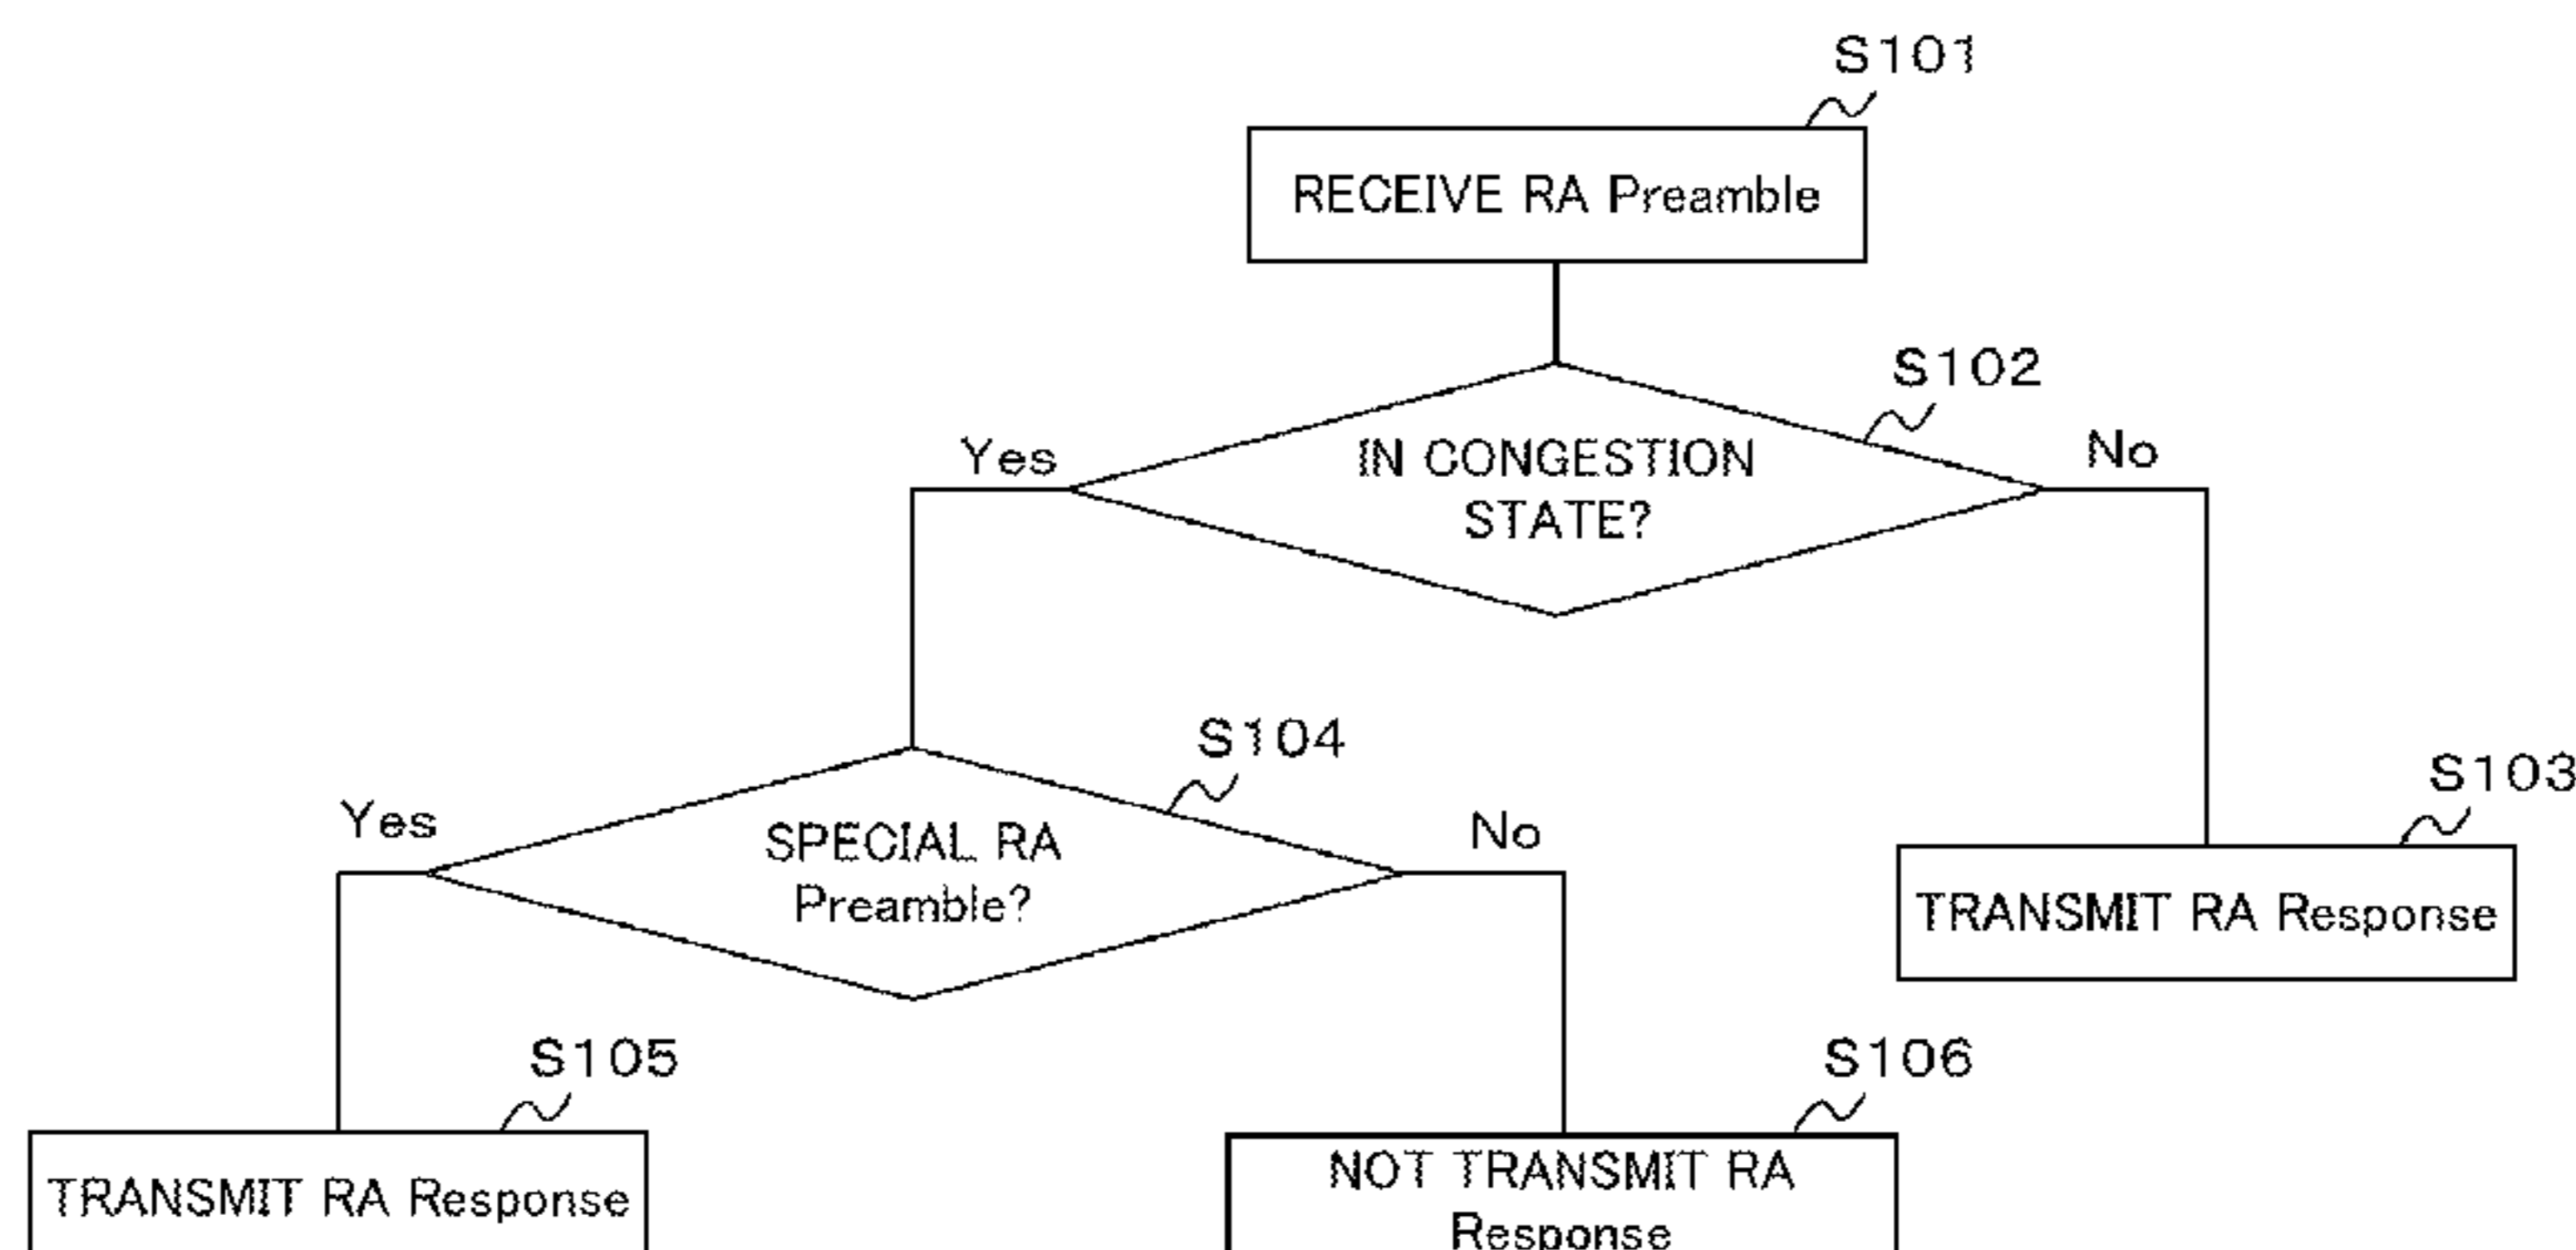 S101
RECEIVE RA Preamble
S102
Yes
IN CONGESTION
STATE?
No
S104
Yes
SPECIAL RA
Preamble?
No
S103
TRANSMIT RA Response
S105
TRANSMIT RA Response
S106
NOT TRANSMIT RA
Response